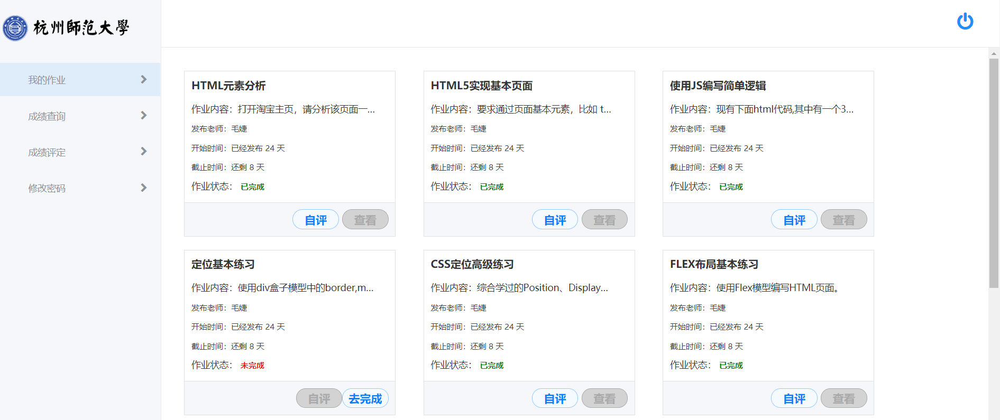 杭州師范大學
我的作业
成绩查询
成绩评定
修改密码
HTML元素分析
作业内容：打开淘宝主页，请分析该页面一...
发布老师：毛婕
开始时间：已经发布 24 天
截止时间：还剩 8 天
作业状态： 已完成
自评 查看
HTML5实现基本页面
作业内容：要求通过页面基本元素，比如 t...
发布老师：毛婕
开始时间：已经发布 24 天
截止时间：还剩 8 天
作业状态： 已完成
自评 查看
使用JS编写简单逻辑
作业内容：现有下面html代码,其中有一个3...
发布老师：毛婕
开始时间：已经发布 24 天
截止时间：还剩 8 天
作业状态： 已完成
自评 查看
定位基本练习
作业内容：使用div盒子模型中的border,m...
发布老师：毛婕
开始时间：已经发布 24 天
截止时间：还剩 8 天
作业状态： 未完成
自评 去完成
CSS定位高级练习
作业内容：综合学过的Position、Display...
发布老师：毛婕
开始时间：已经发布 24 天
截止时间：还剩 8 天
作业状态： 已完成
自评 查看
FLEX布局基本练习
作业内容：使用Flex模型编写HTML页面。
发布老师：毛婕
开始时间：已经发布 24 天
截止时间：还剩 8 天
作业状态： 已完成
自评 查看